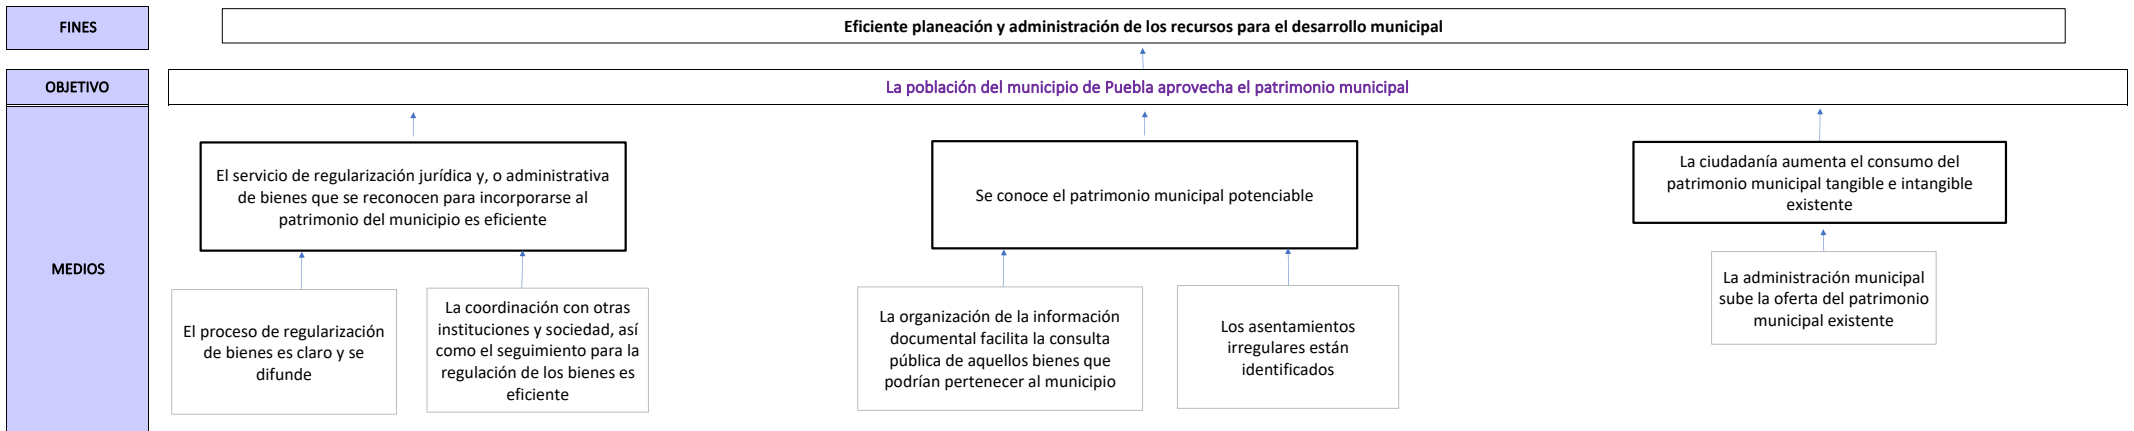 FINES
Eficiente planeación y administración de los recursos para el desarrollo municipal
OBJETIVO
La población del municipio de Puebla aprovecha el patrimonio municipal
MEDIOS
El servicio de regularización jurídica y, o administrativa
de bienes que se reconocen para incorporarse al
patrimonio del municipio es eficiente
Se conoce el patrimonio municipal potenciable
La ciudadanía aumenta el consumo del
patrimonio municipal tangible e intangible
existente
El proceso de regularización
de bienes es claro y se
difunde
La coordinación con otras
instituciones y sociedad, así
como el seguimiento para la
regulación de los bienes es
eficiente
La organización de la información
documental facilita la consulta
pública de aquellos bienes que
podrían pertenecer al municipio
Los asentamientos
irregulares están
identificados
La administración municipal
sube la oferta del patrimonio
municipal existente